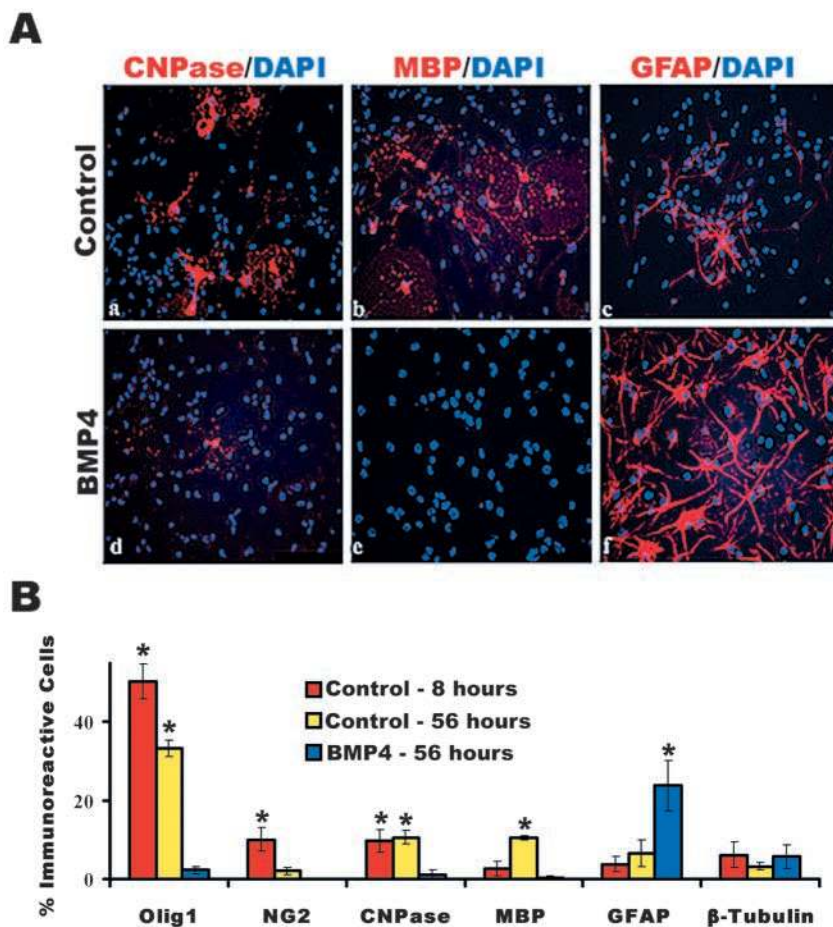 A
CNPase/DAPI MBP/DAPI GFAP/DAPI
Control
a b c
BMP4
d e f
B
% Immunoreactive Cells
40
20
0
* * * * * * *
Control - 8 hours
Control - 56 hours
BMP4 - 56 hours
Olig1 NG2 CNPase MBP GFAP β-Tubulin